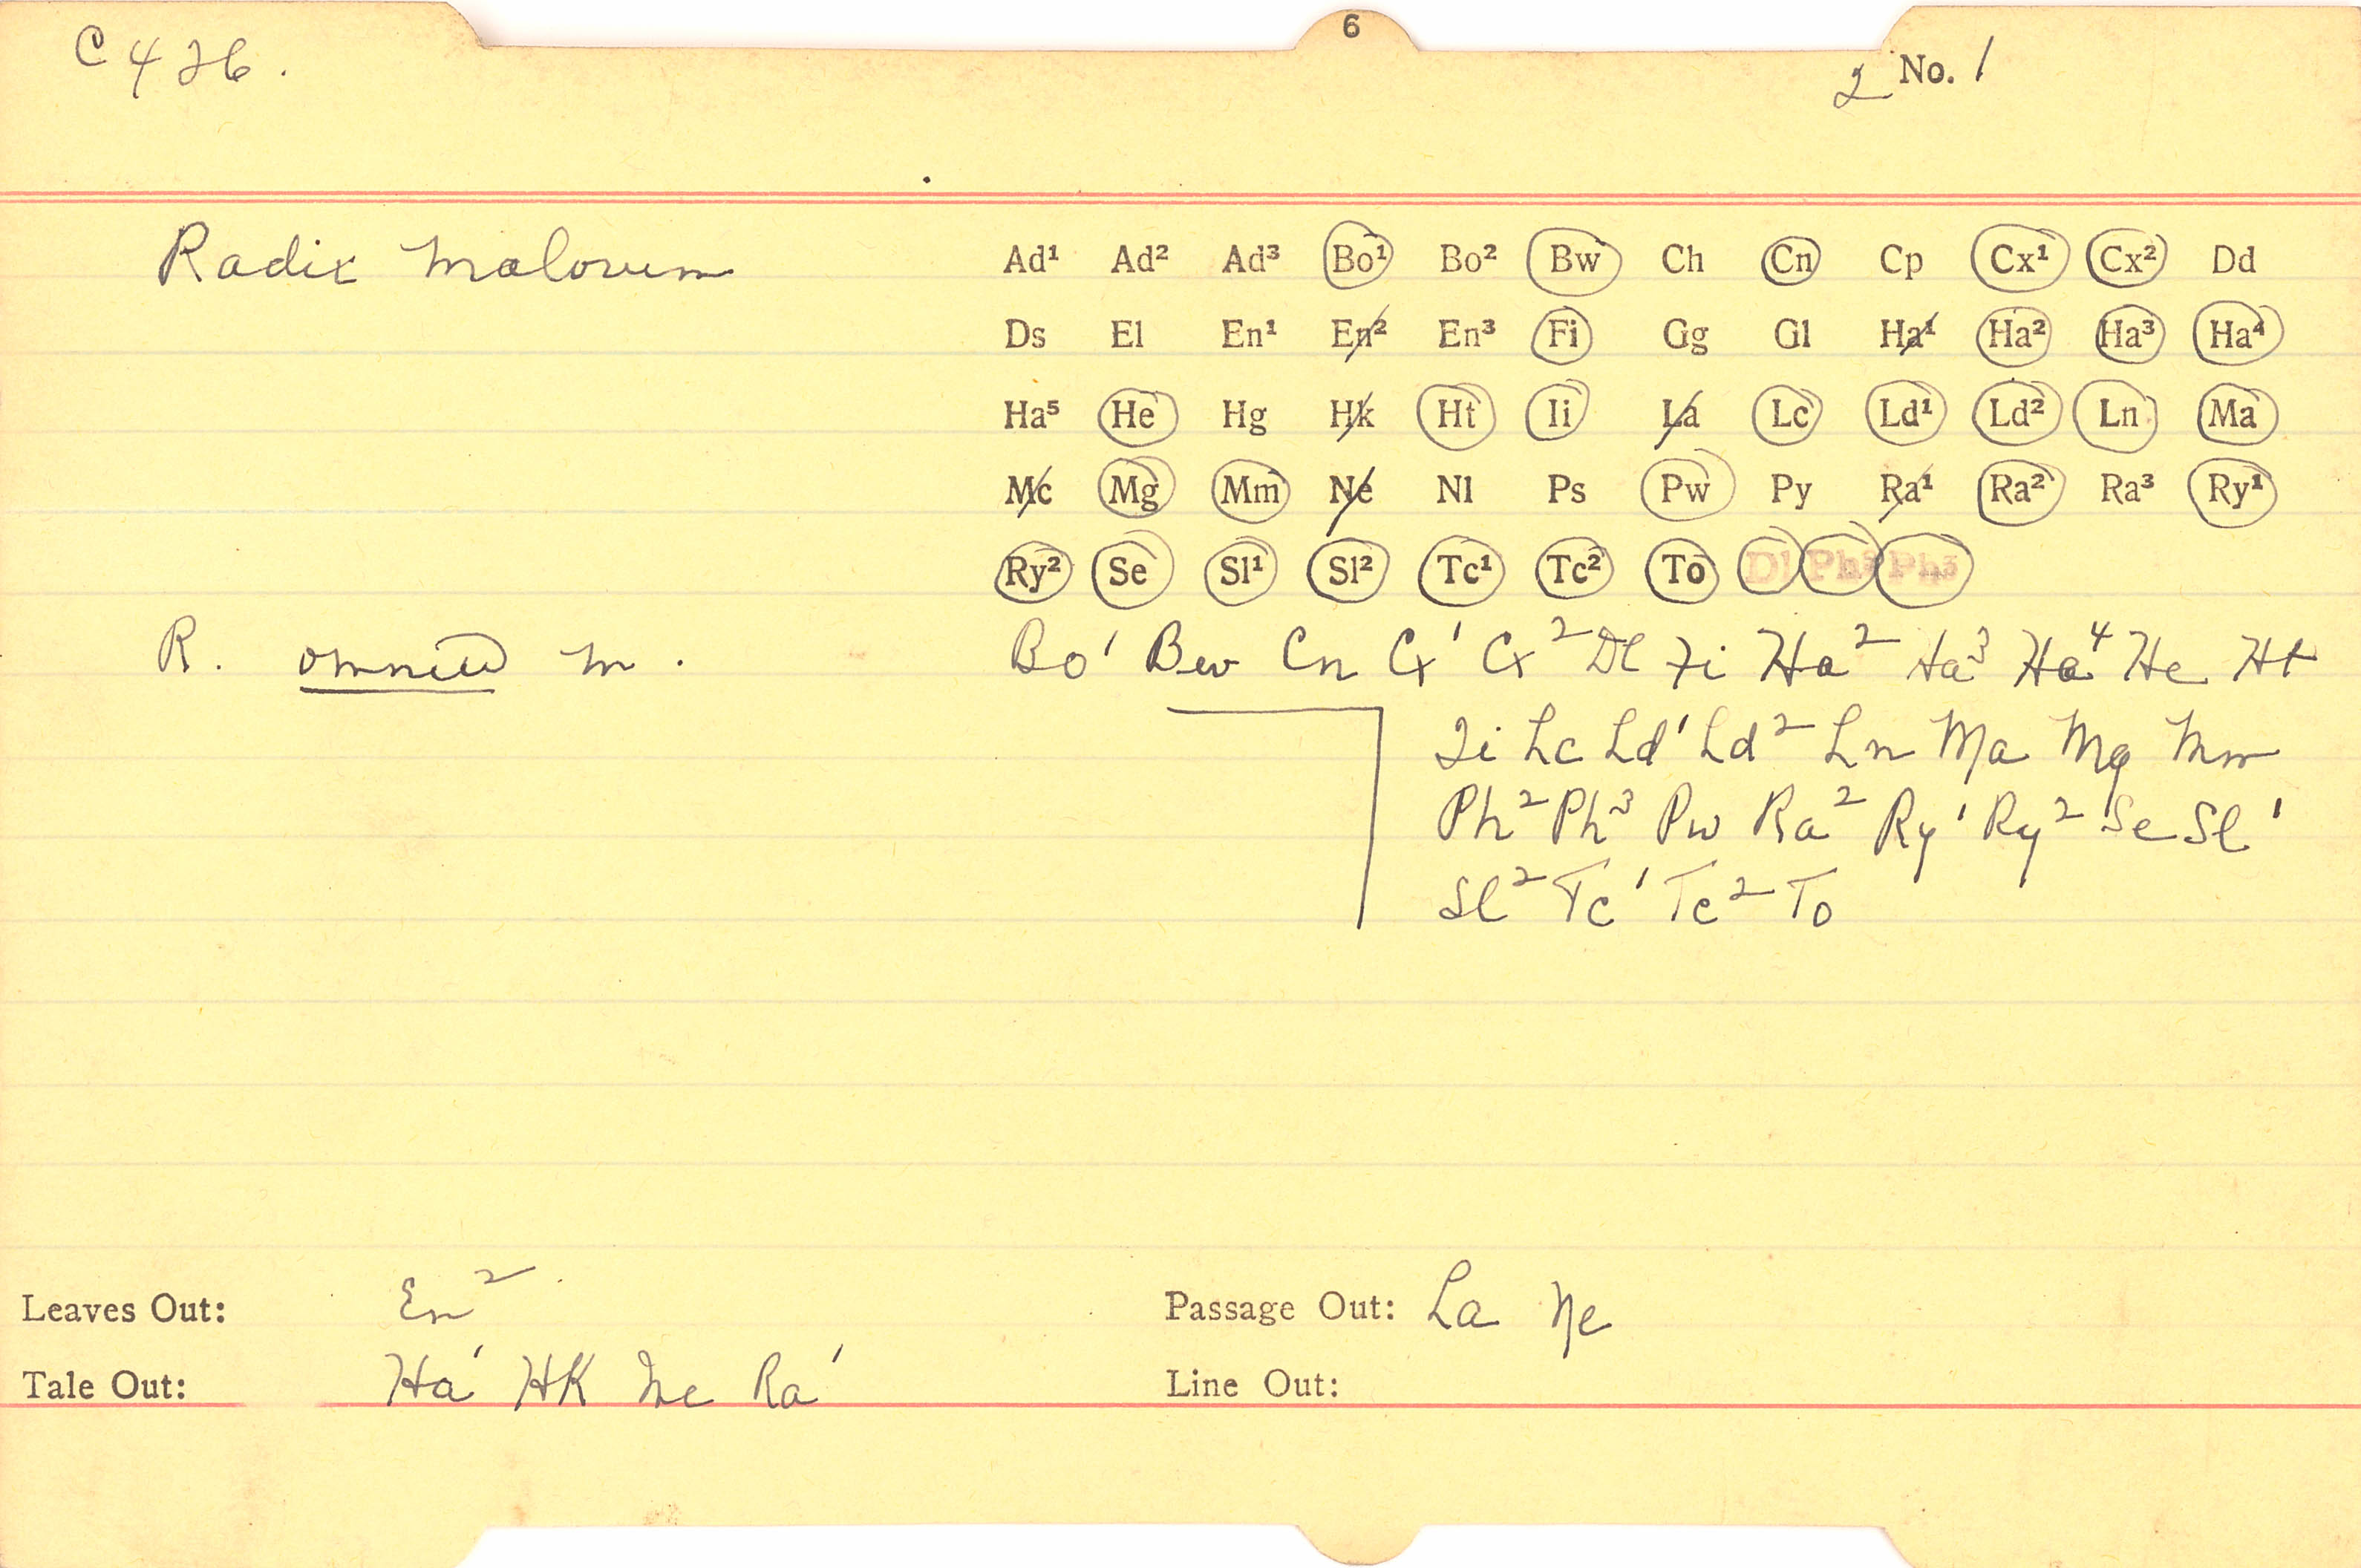 6
C 426.
2 No. 1
Radix malorum
Ad¹ Ad² Ad³ Bo¹ Bo² Bw Ch Cn Cp Cx¹ Cx² Dd
Ds El En¹ En² En³ Fi Gg Gl Ha¹ Ha² Ha³ Ha⁴
Ha⁵ He Hg Hk Ht Ii La Lc Ld¹ Ld² Ln Ma
Mc Mg Mm Ne Nl Ps Pw Py Ra¹ Ra² Ra³ Ry¹
Ry² Se Sl¹ Sl² Tc¹ Tc² To Dl Ph² Ph³
R. omnium m. Bo¹ Bw Cn Cx¹ Cx² Dl Fi Ha² Ha³ Ha⁴ He Ht
Ii Lc Ld¹ Ld² Ln Ma Mg Mm
Ph² Ph³ Pw Ra² Ry¹ Ry² Se Sl¹
Sl² Tc¹ Tc² To
Leaves Out: En² Passage Out: La Ne
Tale Out: Ha¹ HK Mc Ra¹ Line Out: